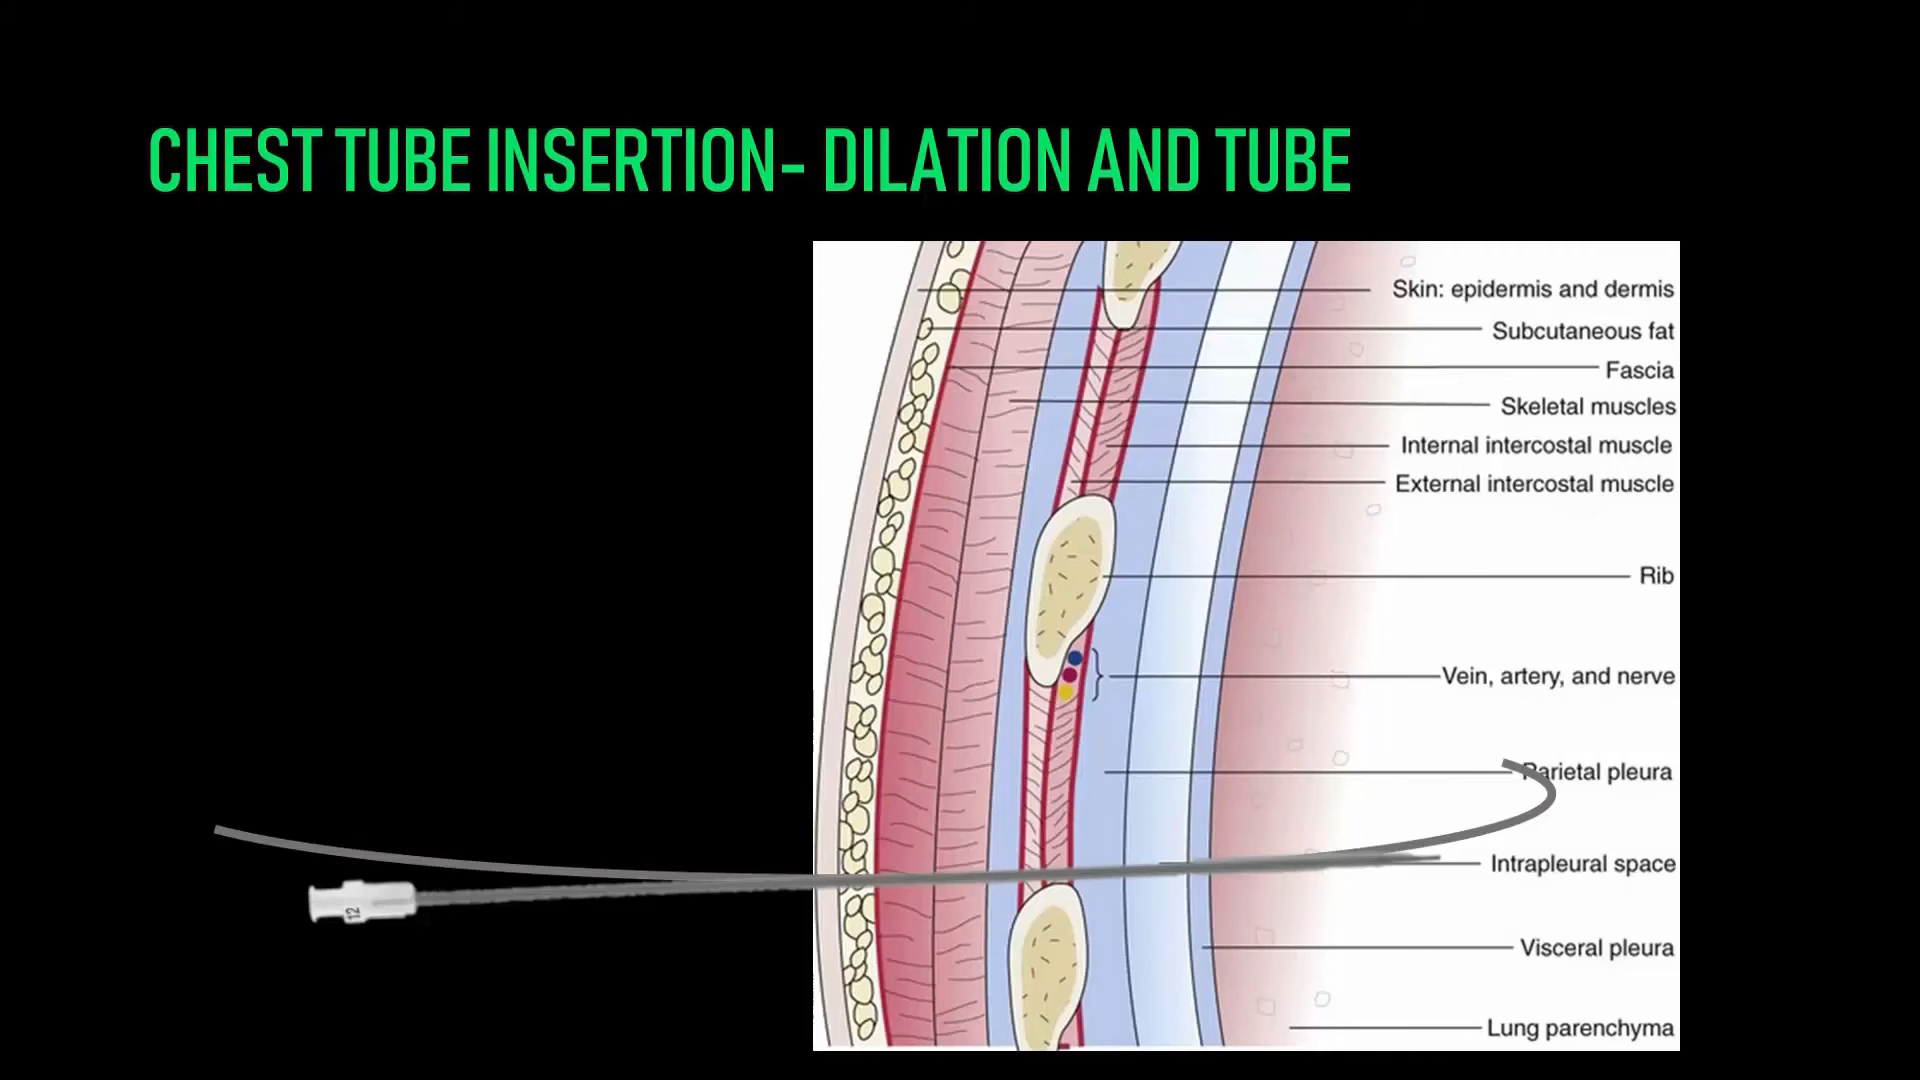 CHEST TUBE INSERTION- DILATION AND TUBE
Skin: epidermis and dermis
Subcutaneous fat
Fascia
Skeletal muscles
Internal intercostal muscle
External intercostal muscle
Rib
Vein, artery, and nerve
Parietal pleura
Intrapleural space
12
Visceral pleura
Lung parenchyma